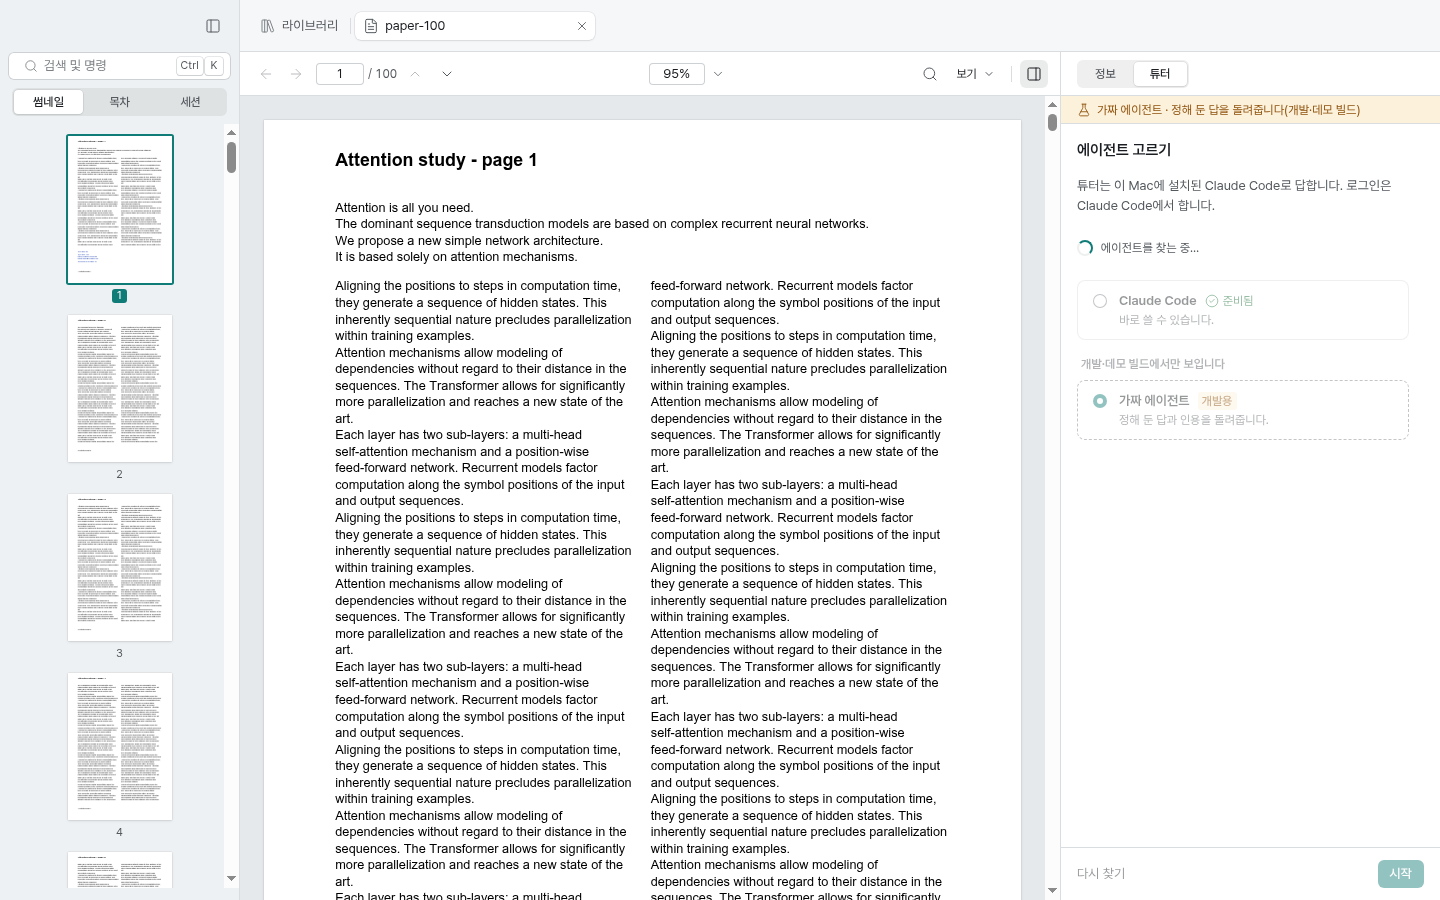 검색 및 명령
Ctrl
K
썸네일
목차
세션
1
2
3
4
라이브러리
paper-100
1
/ 100
95%
보기
Attention study - page 1
Attention is all you need.
The dominant sequence transduction models are based on complex recurrent neural networks.
We propose a new simple network architecture.
It is based solely on attention mechanisms.
Aligning the positions to steps in computation time,
they generate a sequence of hidden states. This
inherently sequential nature precludes parallelization
within training examples.
Attention mechanisms allow modeling of
dependencies without regard to their distance in the
sequences. The Transformer allows for significantly
more parallelization and reaches a new state of the
art.
Each layer has two sub-layers: a multi-head
self-attention mechanism and a position-wise
feed-forward network. Recurrent models factor
computation along the symbol positions of the input
and output sequences.
Aligning the positions to steps in computation time,
they generate a sequence of hidden states. This
inherently sequential nature precludes parallelization
within training examples.
Attention mechanisms allow modeling of
dependencies without regard to their distance in the
sequences. The Transformer allows for significantly
more parallelization and reaches a new state of the
art.
Each layer has two sub-layers: a multi-head
self-attention mechanism and a position-wise
feed-forward network. Recurrent models factor
computation along the symbol positions of the input
and output sequences.
Aligning the positions to steps in computation time,
they generate a sequence of hidden states. This
inherently sequential nature precludes parallelization
within training examples.
Attention mechanisms allow modeling of
dependencies without regard to their distance in the
sequences. The Transformer allows for significantly
more parallelization and reaches a new state of the
art.
Each layer has two sub-layers: a multi-head
feed-forward network. Recurrent models factor
computation along the symbol positions of the input
and output sequences.
Aligning the positions to steps in computation time,
they generate a sequence of hidden states. This
inherently sequential nature precludes parallelization
within training examples.
Attention mechanisms allow modeling of
dependencies without regard to their distance in the
sequences. The Transformer allows for significantly
more parallelization and reaches a new state of the
art.
Each layer has two sub-layers: a multi-head
self-attention mechanism and a position-wise
feed-forward network. Recurrent models factor
computation along the symbol positions of the input
and output sequences.
Aligning the positions to steps in computation time,
they generate a sequence of hidden states. This
inherently sequential nature precludes parallelization
within training examples.
Attention mechanisms allow modeling of
dependencies without regard to their distance in the
sequences. The Transformer allows for significantly
more parallelization and reaches a new state of the
art.
Each layer has two sub-layers: a multi-head
self-attention mechanism and a position-wise
feed-forward network. Recurrent models factor
computation along the symbol positions of the input
and output sequences.
Aligning the positions to steps in computation time,
they generate a sequence of hidden states. This
inherently sequential nature precludes parallelization
within training examples.
Attention mechanisms allow modeling of
dependencies without regard to their distance in the
sequences. The Transformer allows for significantly
정보
튜터
가짜 에이전트 · 정해 둔 답을 돌려줍니다(개발·데모 빌드)
에이전트 고르기
튜터는 이 Mac에 설치된 Claude Code로 답합니다. 로그인은
Claude Code에서 합니다.
에이전트를 찾는 중...
Claude Code 준비됨
바로 쓸 수 있습니다.
개발·데모 빌드에서만 보입니다
가짜 에이전트 개발용
정해 둔 답과 인용을 돌려줍니다.
다시 찾기
시작